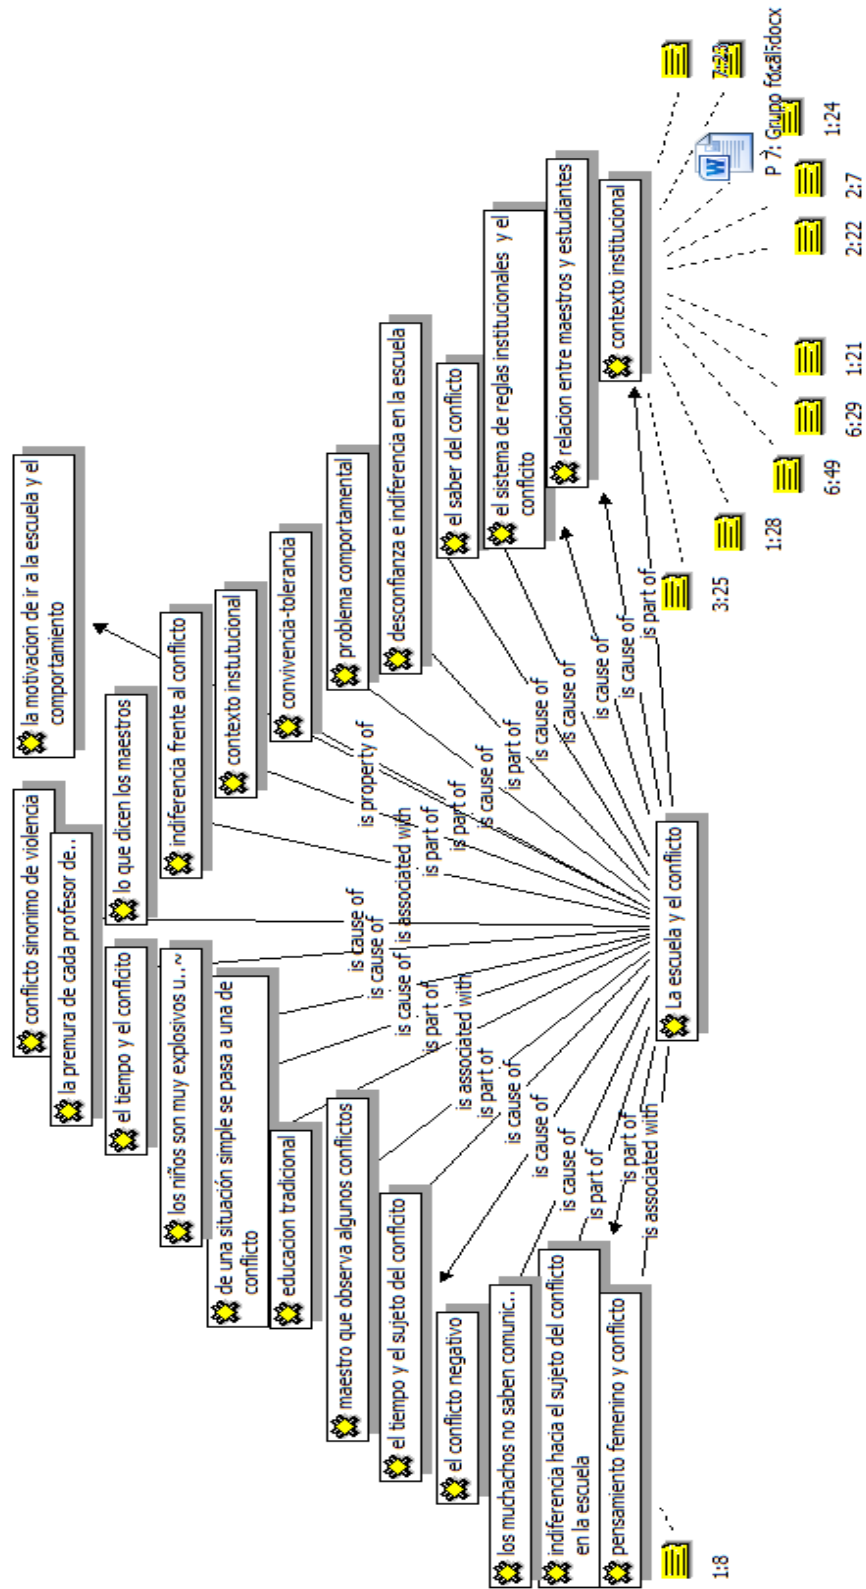 conflicto sinonimo de violencia
la motivacion de ir a la escuela y el
comportamiento
la premura de cada profesor de..
el tiempo y el conflcito
lo que dicen los maestros
los niños son muy explosivos u..~
indiferencia frente al conflicto
de una situación simple se pasa a una de
conflicto
contexto instutucional
educacion tradicional
convivencia-tolerancia
maestro que observa algunos conflictos
problema comportamental
el tiempo y el sujeto del conflcito
desconfianza e indiferencia en la escuela
el conflicto negativo
el saber del conflicto
los muchachos no saben comunic..
el sistema de reglas institucionales y el
conflcito
indiferencia hacia el sujeto del conflicto
en la escuela
relacion entre maestros y estudiantes
pensamiento femenino y conflicto
contexto institucional
is cause of
is property of
is cause of
is cause of
is associated with
is part of
is part of
is part of
is associated with
is part of
is cause of
is cause of
is part of
is cause of
is cause of
is cause of
is cause of
is part of
is cause of
is part of
is cause of
is associated with
is part of
La escuela y el conflicto
1:8
3:25
1:28
6:49
6:29
1:21
2:22
2:7
1:24
P 7: Grupo focal.docx